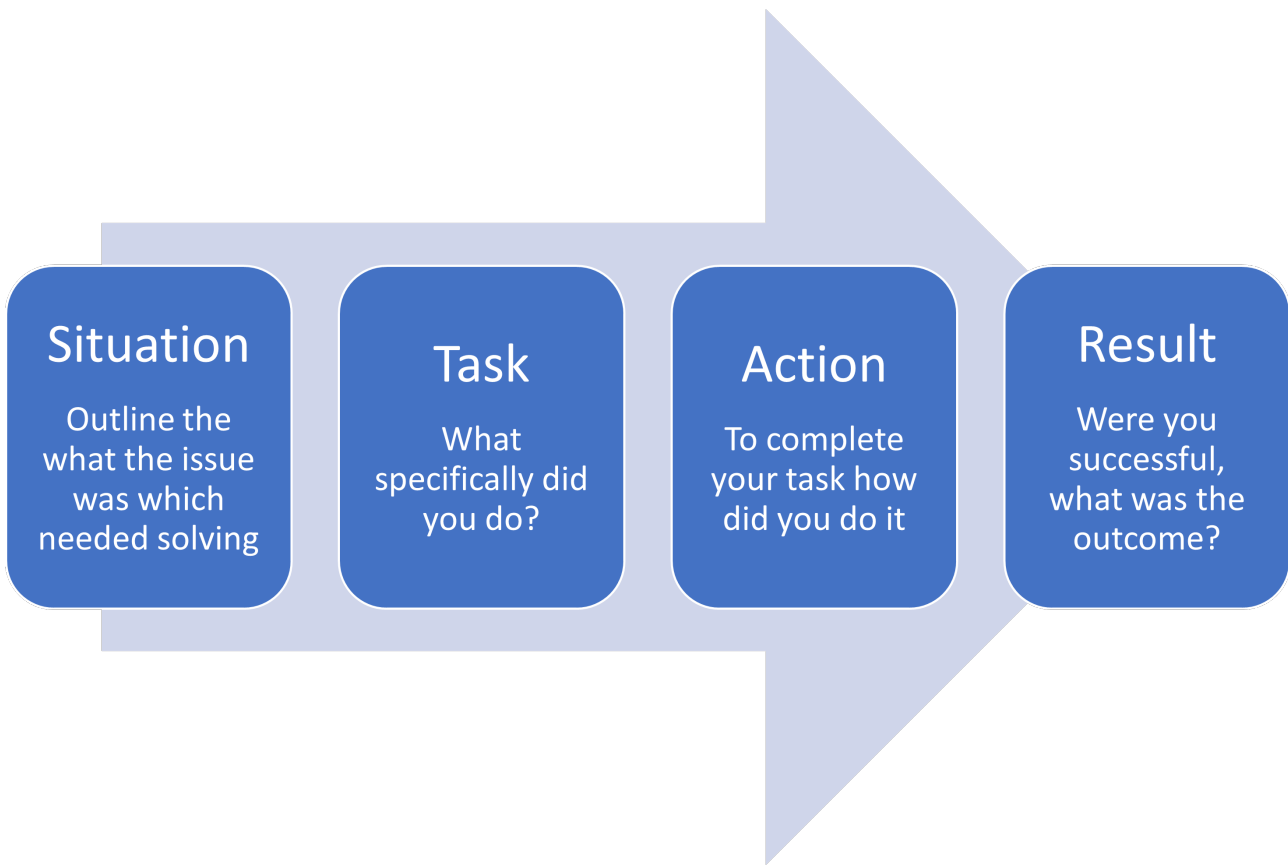 Situation
Outline the
what the issue
was which
needed solving
Task
What
specifically did
you do?
Action
To complete
your task how
did you do it
Result
Were you
successful,
what was the
outcome?